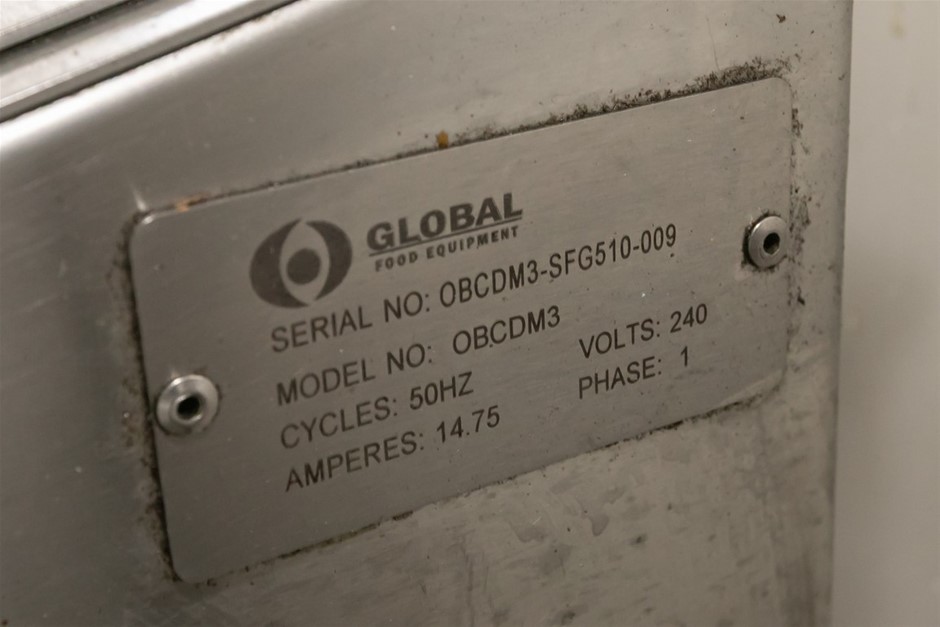 GLOBAL
FOOD EQUIPMENT
SERIAL NO: OBCDM3-SFG510-009
MODEL NO: OBCDM3
CYCLES: 50HZ VOLTS: 240
AMPERES: 14.75 PHASE: 1